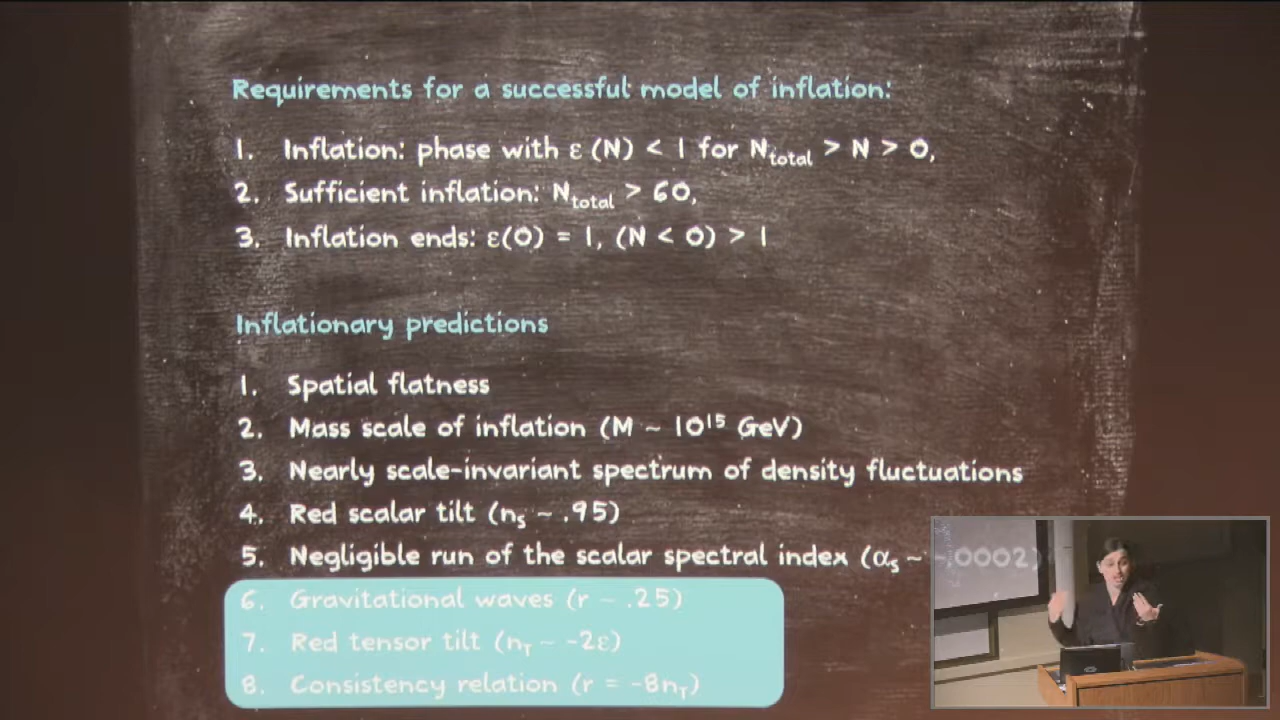 Requirements for a successful model of inflation:
1. Inflation: phase with ε (N) < 1 for N_total > N > 0,
2. Sufficient inflation: N_total > 60,
3. Inflation ends: ε(0) = 1, (N < 0) > 1
Inflationary predictions
1. Spatial flatness
2. Mass scale of inflation (M ~ 10¹⁵ GeV)
3. Nearly scale-invariant spectrum of density fluctuations
4. Red scalar tilt (n_s ~ .95)
5. Negligible run of the scalar spectral index (α_s ~ -.0002)
6. Gravitational waves (r ~ .25)
7. Red tensor tilt (n_T ~ -2ε)
8. Consistency relation (r = -8n_T)